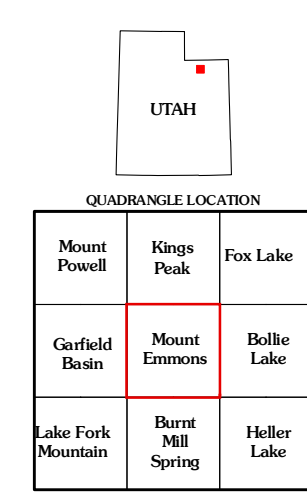 UTAH
QUADRANGLE LOCATION
Mount
Powell
Kings
Peak
Fox Lake
Garfield
Basin
Mount
Emmons
Bollie
Lake
Lake Fork
Mountain
Burnt
Mill
Spring
Heller
Lake